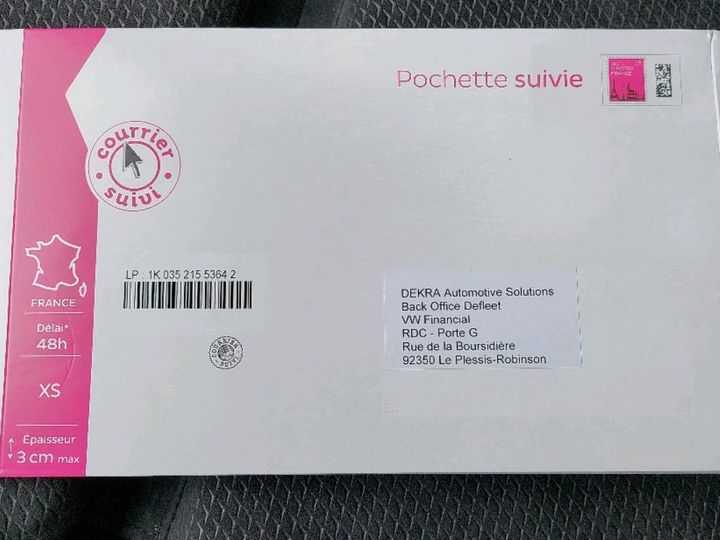 Pochette suivie
FRANCE
courrier
suivi
FRANCE
Délai*
48h
XS
Épaisseur
3 cm max
LP : 1K 035 215 5364 2
DEKRA Automotive Solutions
Back Office Defleet
VW Financial
RDC - Porte G
Rue de la Boursidière
92350 Le Plessis-Robinson